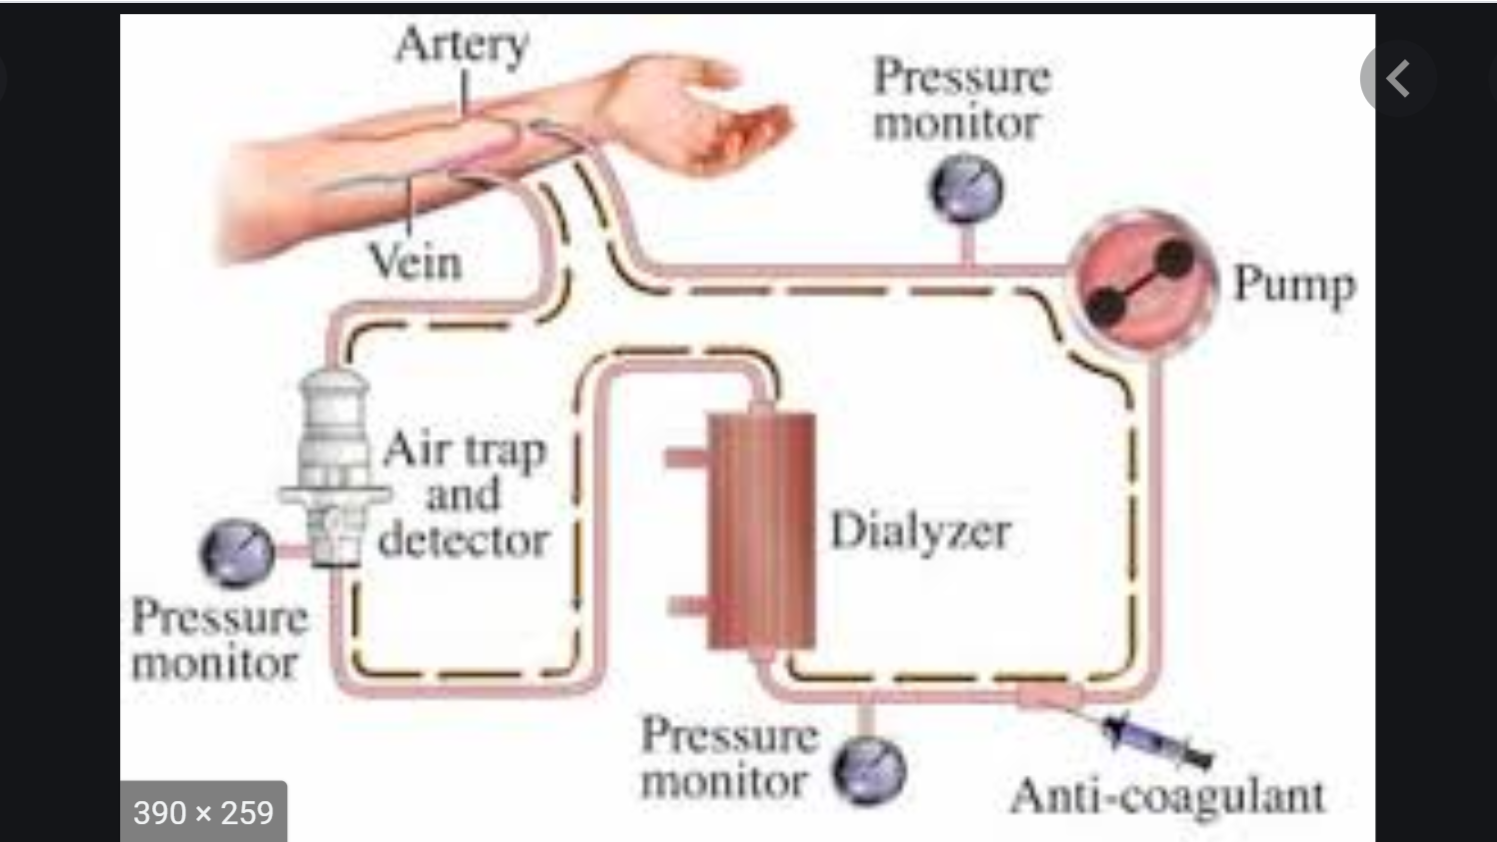 Artery
Pressure
monitor
Vein
Pump
Air trap
and
detector
Dialyzer
Pressure
monitor
Pressure
monitor
Anti-coagulant
390 × 259